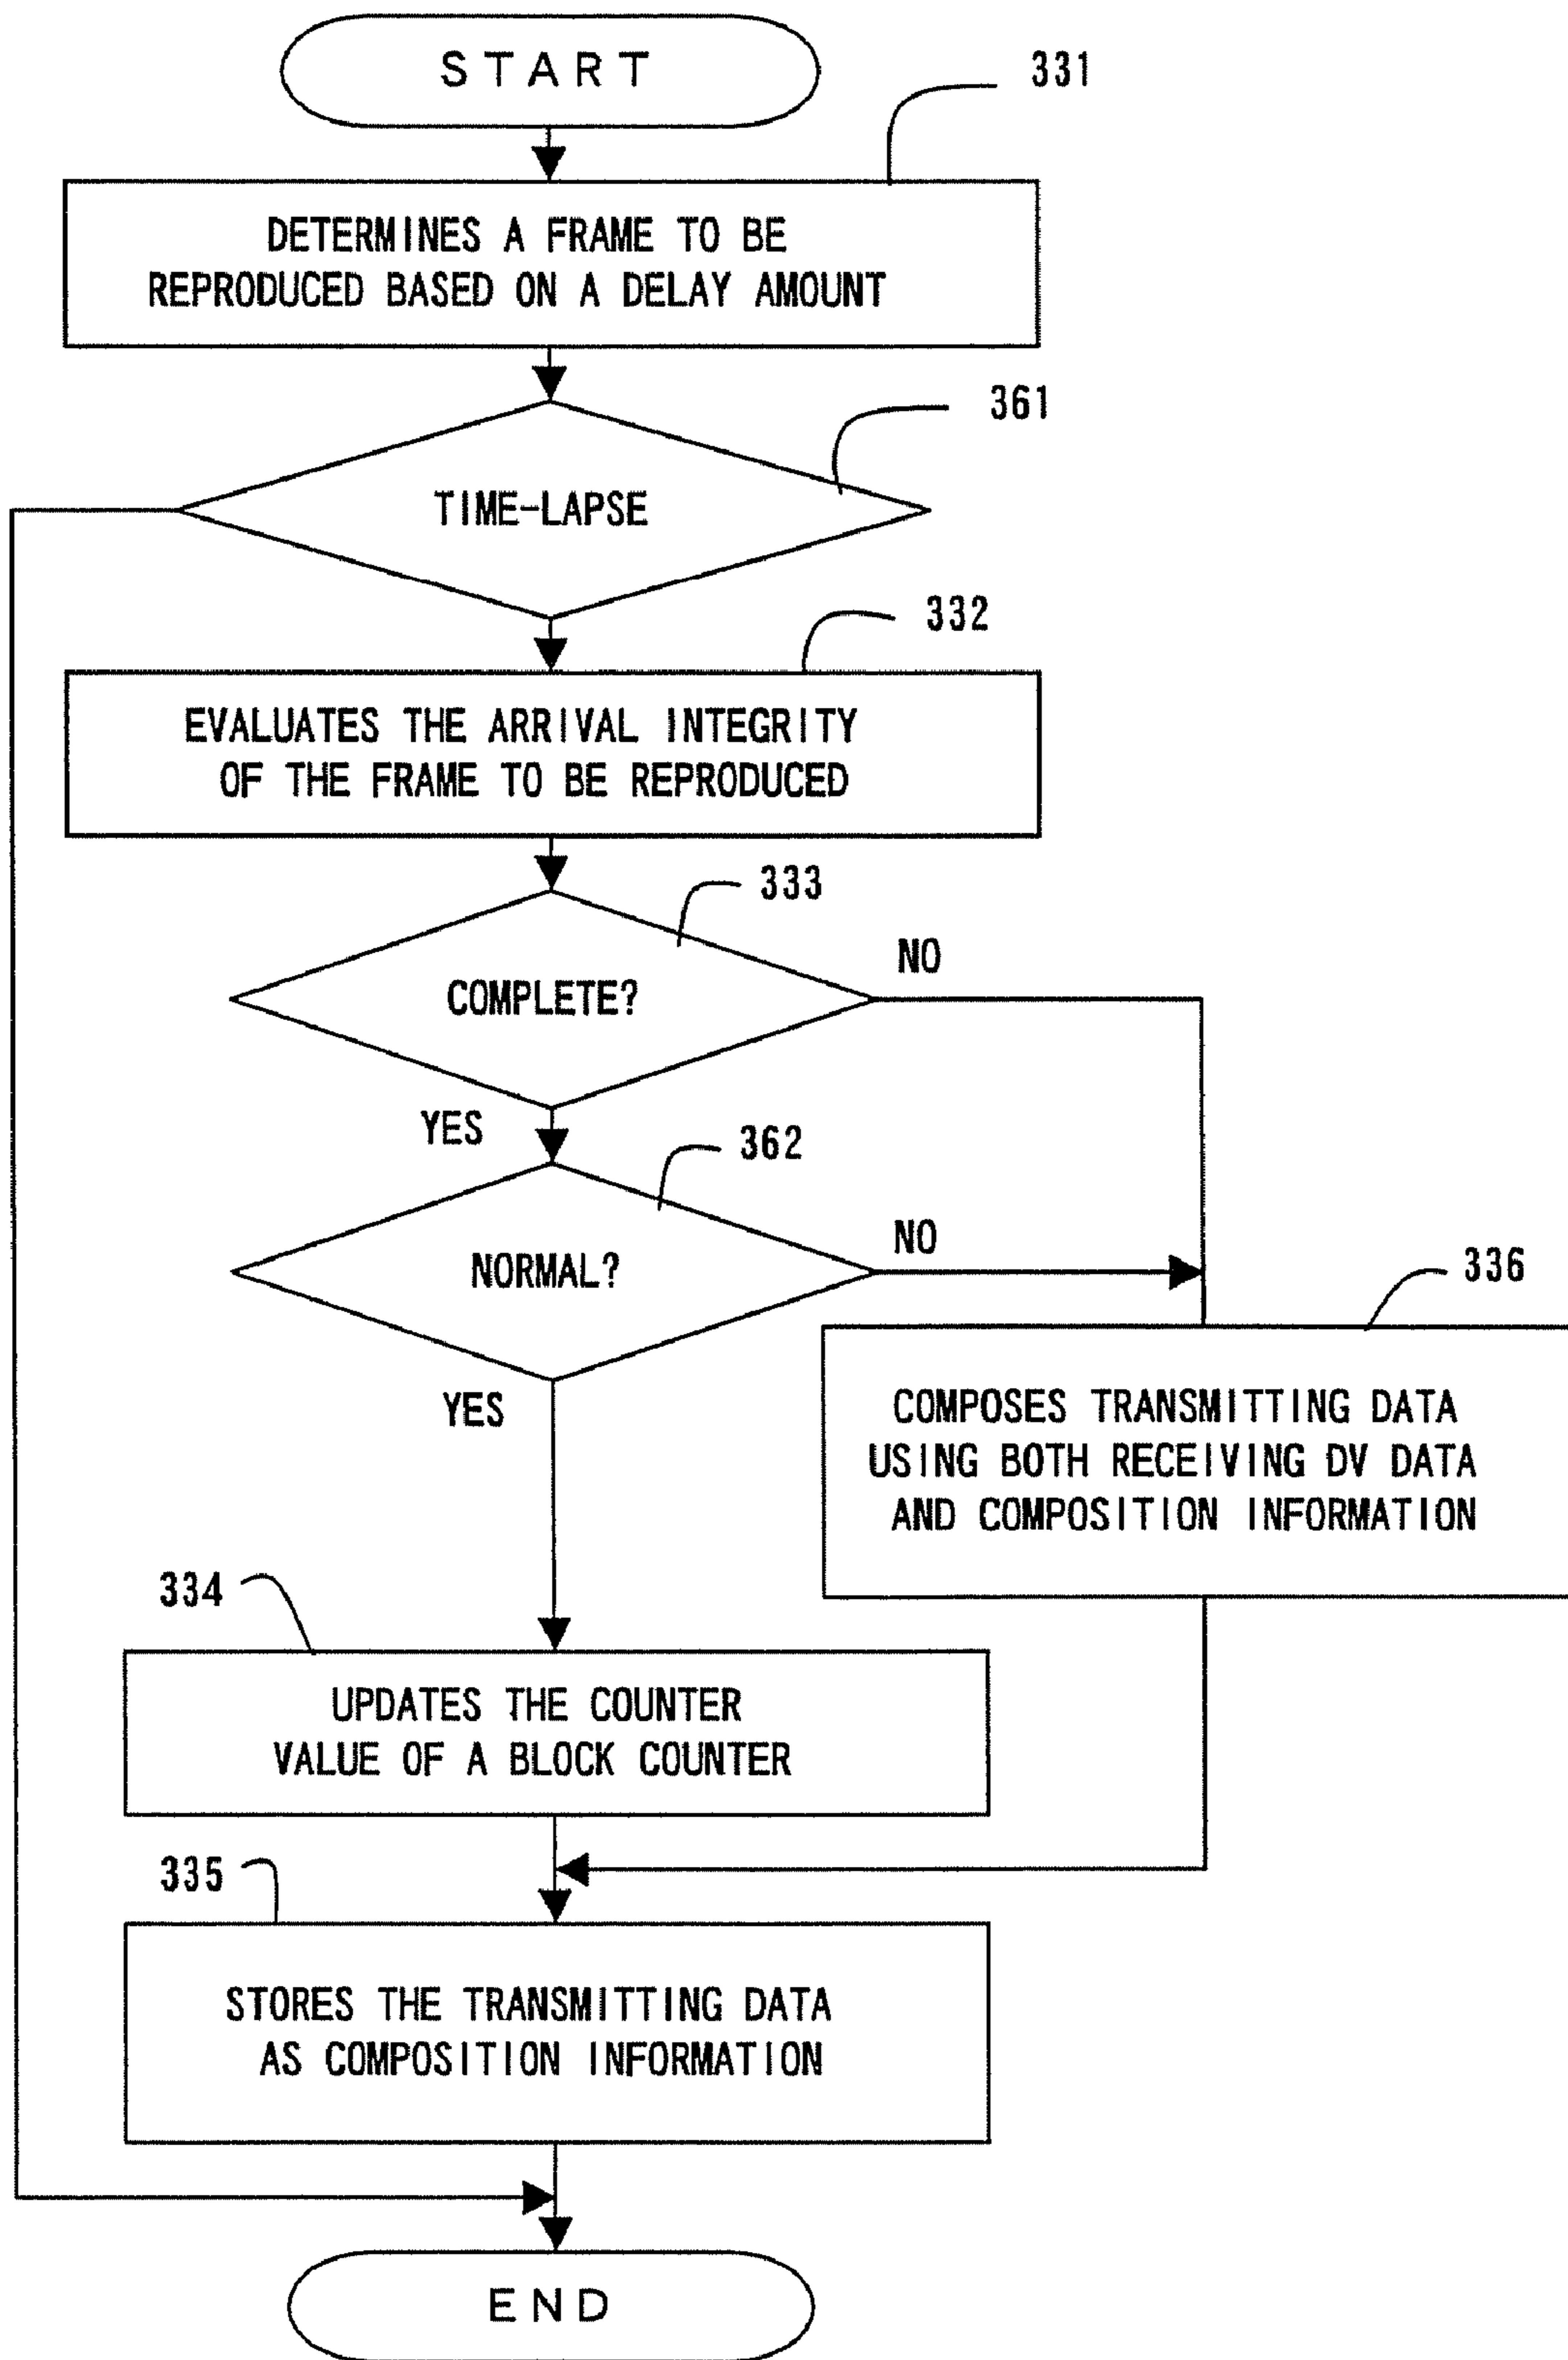 START
331
DETERMINES A FRAME TO BE
REPRODUCED BASED ON A DELAY AMOUNT
361
TIME-LAPSE
332
EVALUATES THE ARRIVAL INTEGRITY
OF THE FRAME TO BE REPRODUCED
333
NO
COMPLETE?
YES
362
NO
NORMAL?
336
YES
COMPOSES TRANSMITTING DATA
USING BOTH RECEIVING DV DATA
AND COMPOSITION INFORMATION
334
UPDATES THE COUNTER
VALUE OF A BLOCK COUNTER
335
STORES THE TRANSMITTING DATA
AS COMPOSITION INFORMATION
END